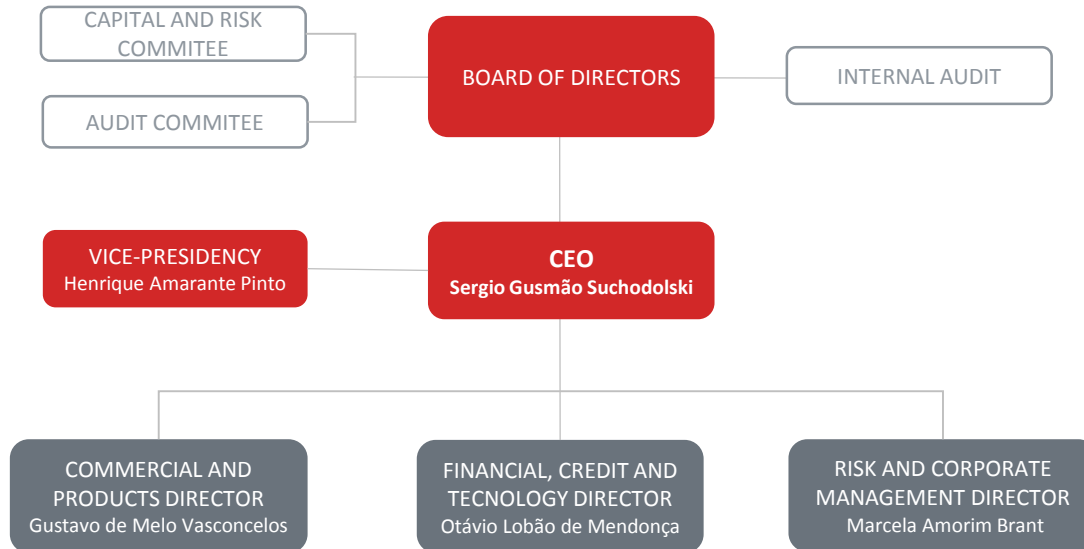 CAPITAL AND RISK
COMMITEE
AUDIT COMMITEE
BOARD OF DIRECTORS
INTERNAL AUDIT
VICE-PRESIDENCY
Henrique Amarante Pinto
CEO
Sergio Gusmão Suchodolski
COMMERCIAL AND
PRODUCTS DIRECTOR
Gustavo de Melo Vasconcelos
FINANCIAL, CREDIT AND
TECNOLOGY DIRECTOR
Otávio Lobão de Mendonça
RISK AND CORPORATE
MANAGEMENT DIRECTOR
Marcela Amorim Brant